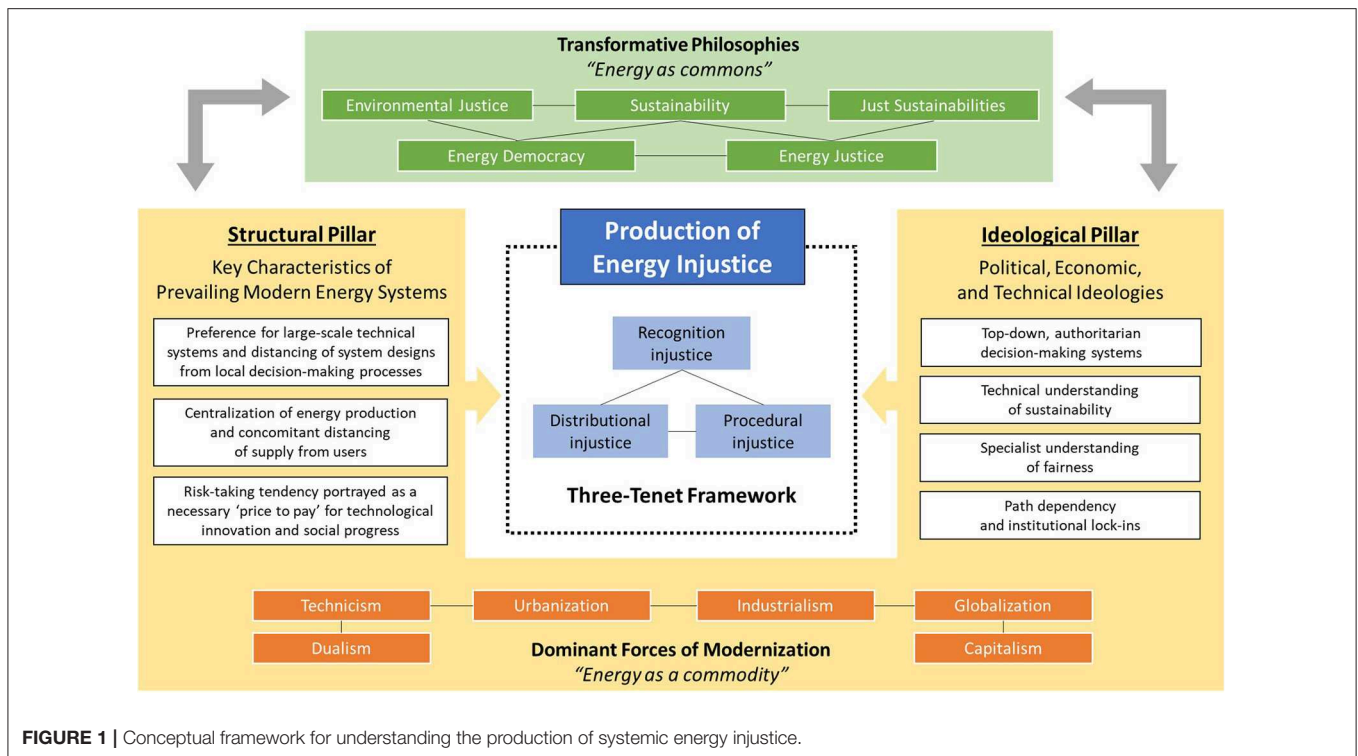 Transformative Philosophies
“Energy as commons”
Environmental Justice
Sustainability
Just Sustainabilities
Energy Democracy
Energy Justice
Structural Pillar
Key Characteristics of
Prevailing Modern Energy Systems
Preference for large-scale technical
systems and distancing of system designs
from local decision-making processes
Centralization of energy production
and concomitant distancing
of supply from users
Risk-taking tendency portrayed as a
necessary ‘price to pay’ for technological
innovation and social progress
Production of
Energy Injustice
Recognition
injustice
Distributional
injustice
Procedural
injustice
Three-Tenet Framework
Ideological Pillar
Political, Economic,
and Technical Ideologies
Top-down, authoritarian
decision-making systems
Technical understanding
of sustainability
Specialist understanding
of fairness
Path dependency
and institutional lock-ins
Technicism
Urbanization
Industrialism
Globalization
Dualism
Capitalism
Dominant Forces of Modernization
“Energy as a commodity”
FIGURE 1 | Conceptual framework for understanding the production of systemic energy injustice.